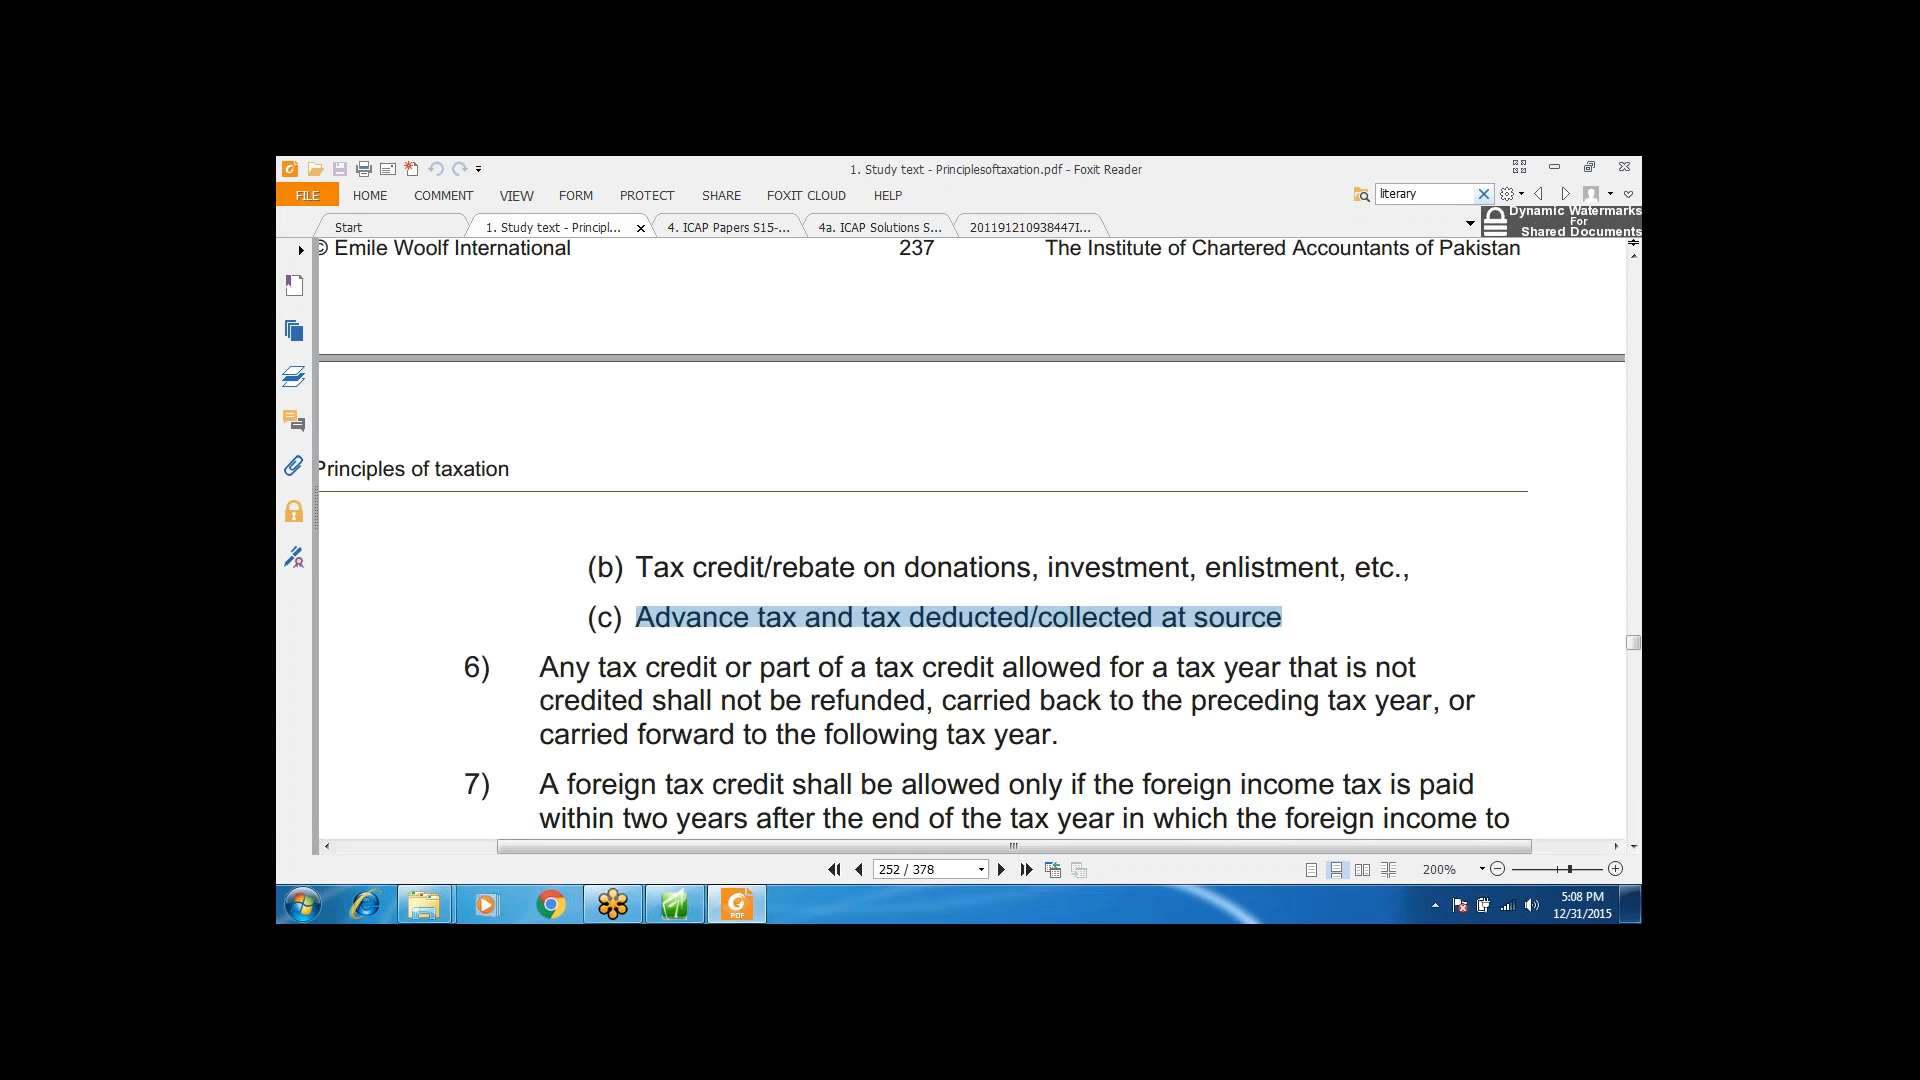 1. Study text - Principlesoftaxation.pdf - Foxit Reader
FILE HOME COMMENT VIEW FORM PROTECT SHARE FOXIT CLOUD HELP
literary
Start 1. Study text - Principl... 4. ICAP Papers S15-... 4a. ICAP Solutions S... 201191210938447I...
Dynamic Watermarks
For
Shared Documents
© Emile Woolf International 237 The Institute of Chartered Accountants of Pakistan
Principles of taxation
(b) Tax credit/rebate on donations, investment, enlistment, etc.,
(c) Advance tax and tax deducted/collected at source
6) Any tax credit or part of a tax credit allowed for a tax year that is not
credited shall not be refunded, carried back to the preceding tax year, or
carried forward to the following tax year.
7) A foreign tax credit shall be allowed only if the foreign income tax is paid
within two years after the end of the tax year in which the foreign income to
252 / 378 200%
PDF
5:08 PM
12/31/2015